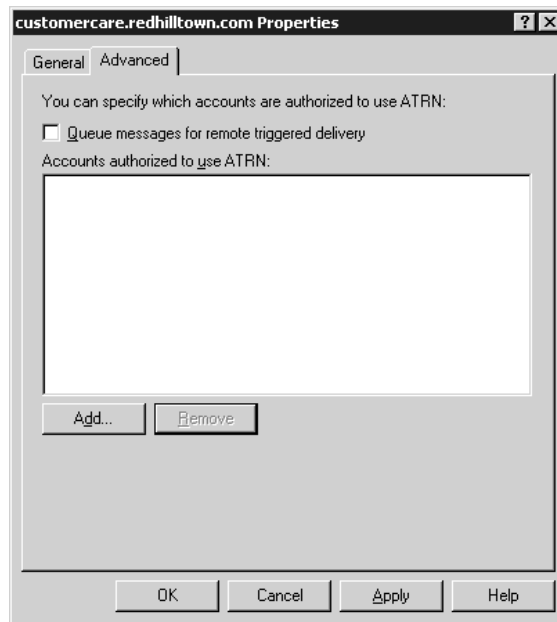 customercare.redhilltown.com Properties ? X
General Advanced
You can specify which accounts are authorized to use ATRN:
Queue messages for remote triggered delivery
Accounts authorized to use ATRN:
Add... Remove
OK Cancel Apply Help